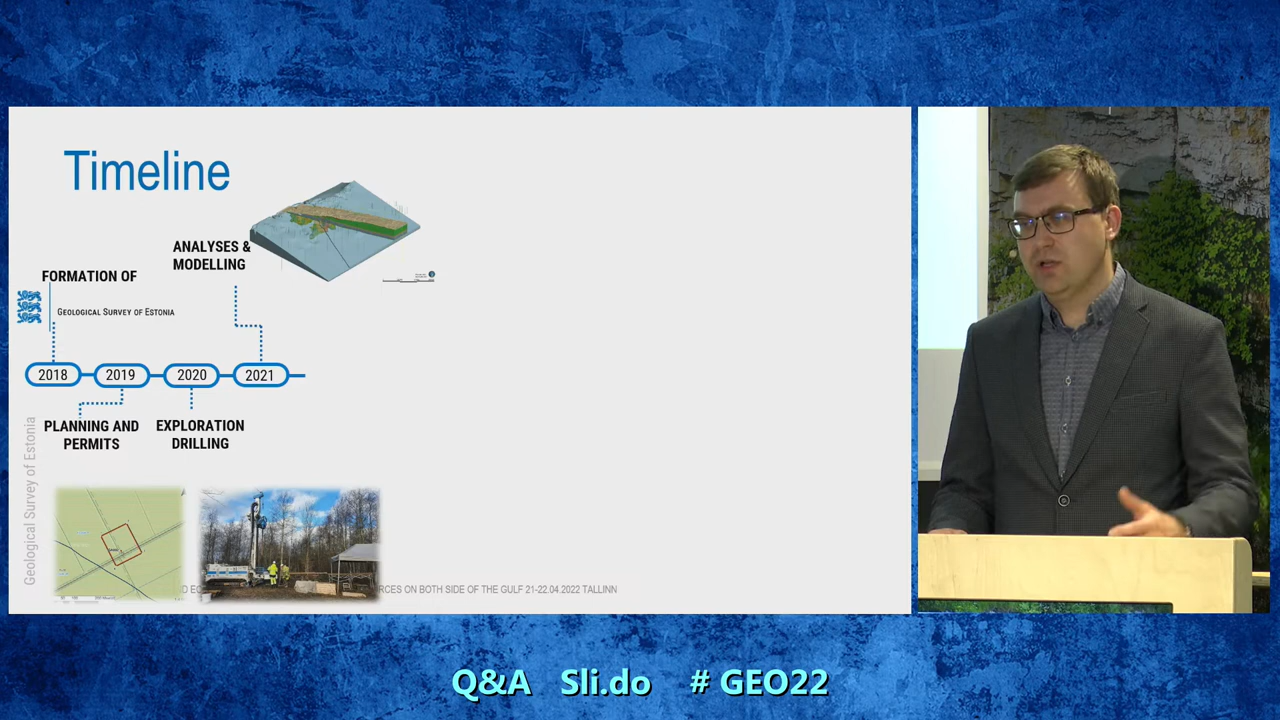 Timeline
ANALYSES &
MODELLING
FORMATION OF
GEOLOGICAL SURVEY OF ESTONIA
2018
2019
2020
2021
PLANNING AND
PERMITS
EXPLORATION
DRILLING
Geological Survey of Estonia
ON BOTH SIDE OF THE GULF 21-22.04.2022 TALLINN
Q&A Sli.do # GEO22